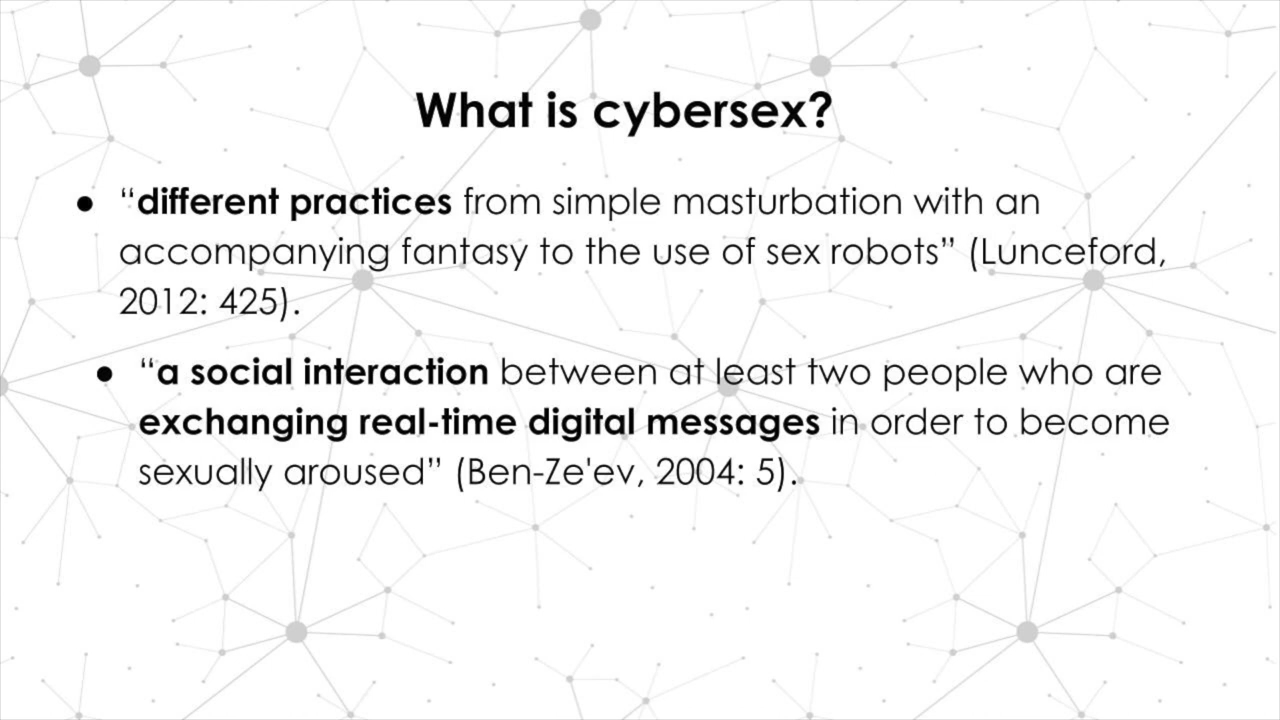 What is cybersex?
● “different practices from simple masturbation with an
accompanying fantasy to the use of sex robots” (Lunceford,
2012: 425).
● “a social interaction between at least two people who are
exchanging real-time digital messages in order to become
sexually aroused” (Ben-Ze'ev, 2004: 5).